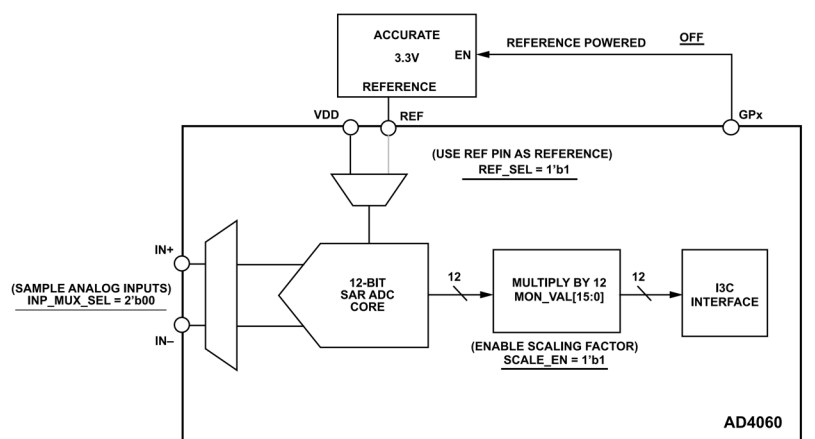 ACCURATE
3.3V
EN
REFERENCE
REFERENCE POWERED OFF
VDD
REF
GPx
(USE REF PIN AS REFERENCE)
REF_SEL = 1'b1
IN+
(SAMPLE ANALOG INPUTS)
INP_MUX_SEL = 2'b00
IN–
12-BIT
SAR ADC
CORE
12
MULTIPLY BY 12
MON_VAL[15:0]
12
I3C
INTERFACE
(ENABLE SCALING FACTOR)
SCALE_EN = 1'b1
AD4060